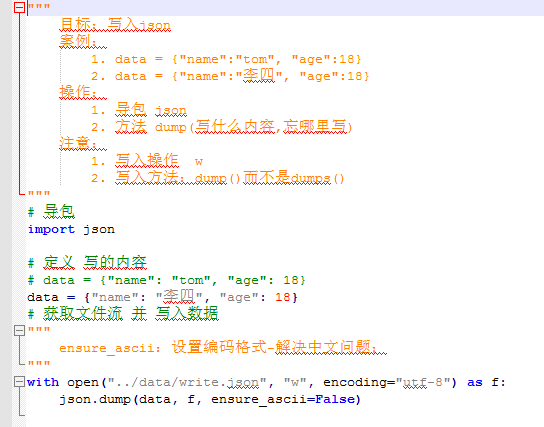 """
目标：写入json
案例：
1. data = {"name":"tom", "age":18}
2. data = {"name":"李四", "age":18}
操作：
1. 导包 json
2. 方法 dump(写什么内容,忘哪里写)
注意：
1. 写入操作  w
2. 写入方法：dump()而不是dumps()
"""
# 导包
import json
# 定义 写的内容
# data = {"name": "tom", "age": 18}
data = {"name": "李四", "age": 18}
# 获取文件流 并 写入数据
"""
ensure_ascii：设置编码格式-解决中文问题；
"""
with open("../data/write.json", "w", encoding="utf-8") as f:
json.dump(data, f, ensure_ascii=False)